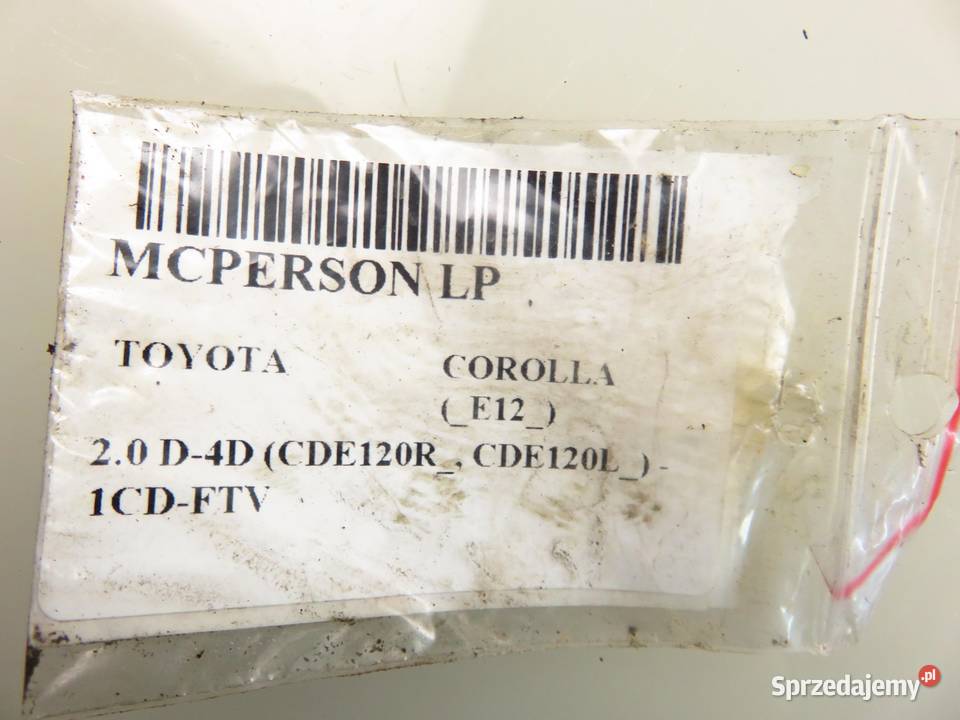 MCPERSON LP
TOYOTA COROLLA
(_E12_)
2.0 D-4D (CDE120R_, CDE120L_) -
1CD-FTV
Sprzedajemy.pl